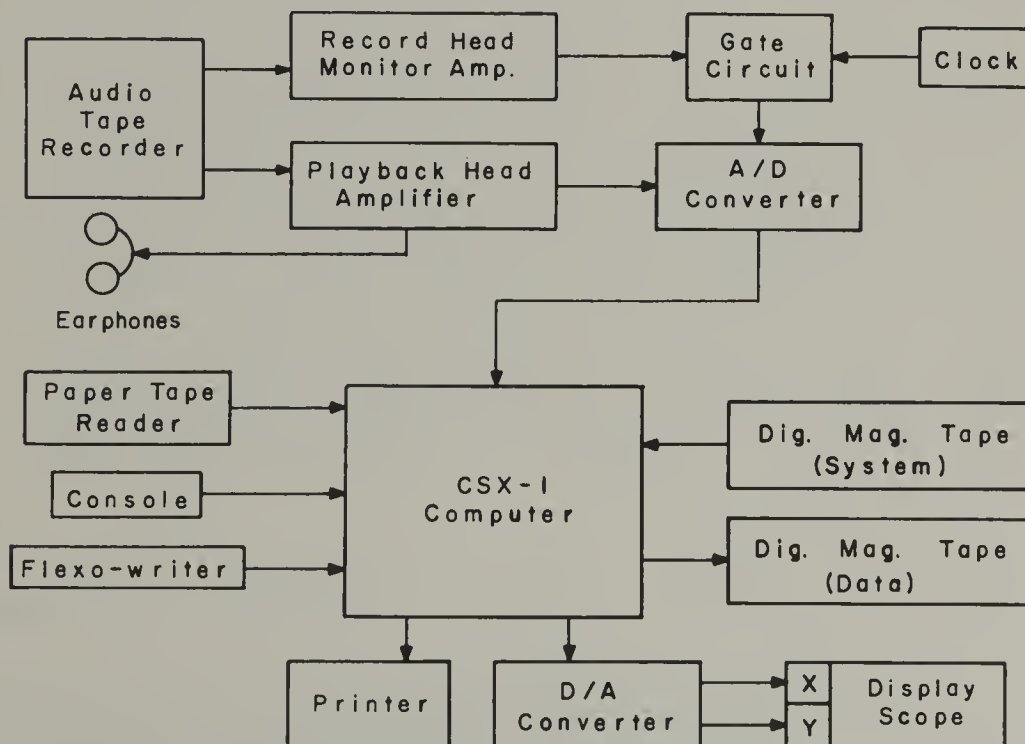 Audio
Tape
Recorder
Record Head
Monitor Amp.
Gate
Circuit
Clock
Playback Head
Amplifier
A/D
Converter
Earphones
Paper Tape
Reader
Console
Flexo-writer
CSX-1
Computer
Dig. Mag. Tape
(System)
Dig. Mag. Tape
(Data)
Printer
D/A
Converter
X
Y
Display
Scope